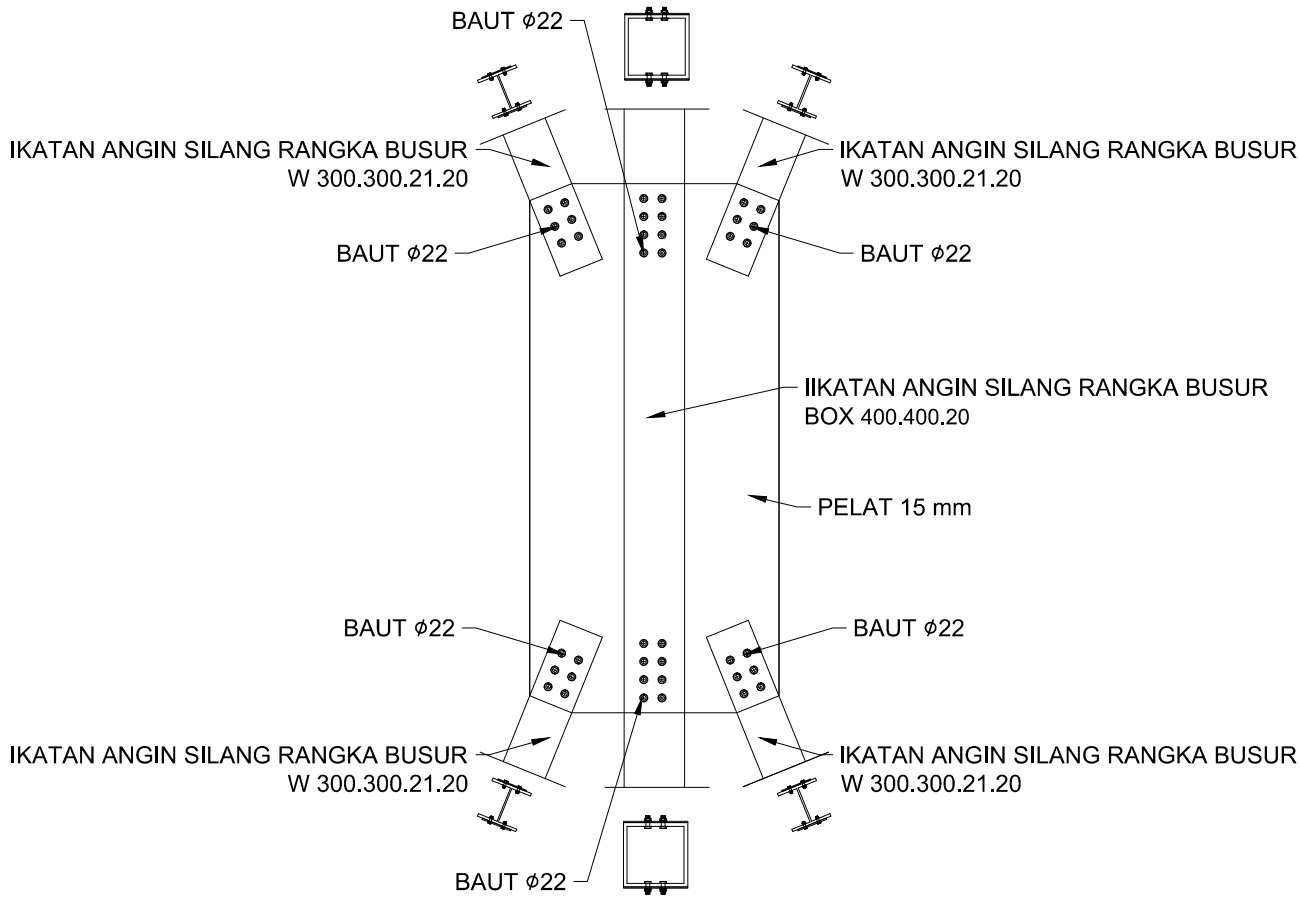 BAUT ϕ22
IKATAN ANGIN SILANG RANGKA BUSUR
W 300.300.21.20
IKATAN ANGIN SILANG RANGKA BUSUR
W 300.300.21.20
BAUT ϕ22
BAUT ϕ22
IIKATAN ANGIN SILANG RANGKA BUSUR
BOX 400.400.20
PELAT 15 mm
BAUT ϕ22
BAUT ϕ22
IKATAN ANGIN SILANG RANGKA BUSUR
W 300.300.21.20
IKATAN ANGIN SILANG RANGKA BUSUR
W 300.300.21.20
BAUT ϕ22